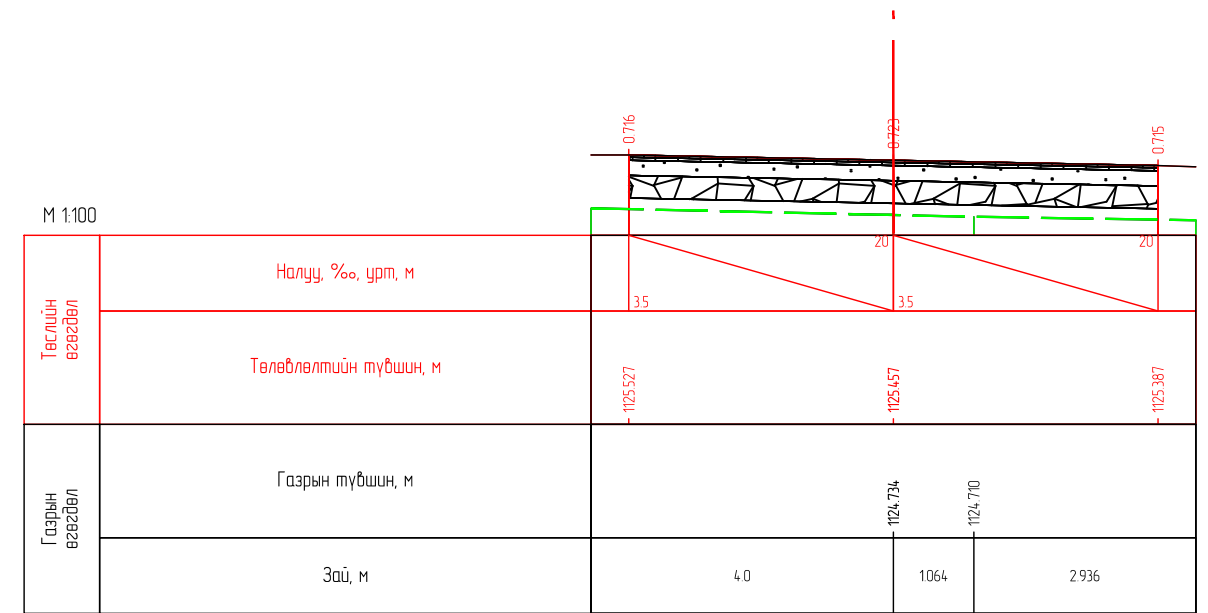 0.716
0.723
0.715
М 1:100
Төслийн
өгөгдөл
Налуу, ‰, урт, м
20
20
3.5
3.5
Төлөвлөлтийн түвшин, м
1125.527
1125.457
1125.387
Газрын
өгөгдөл
Газрын түвшин, м
1124.734
1124.710
Зай, м
4.0
1.064
2.936